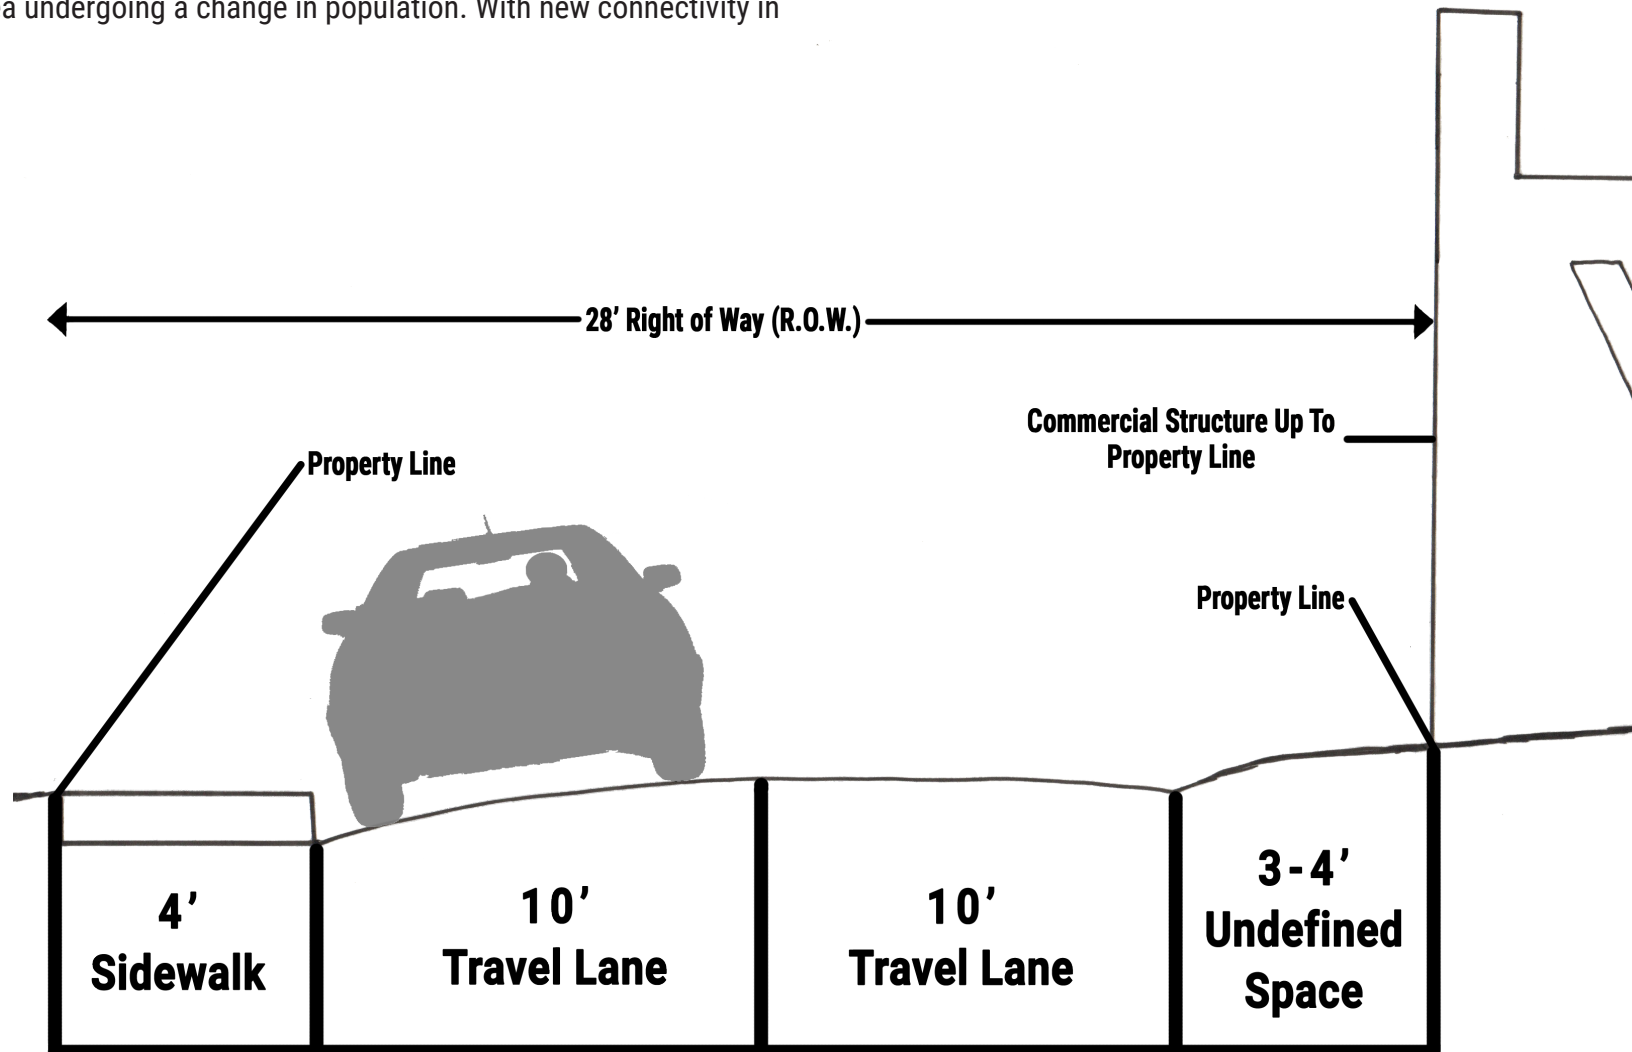 undergoing a change in population. With new connectivity in
28’ Right of Way (R.O.W.)
Commercial Structure Up To
Property Line
Property Line
Property Line
4’
Sidewalk
10’
Travel Lane
10’
Travel Lane
3-4’
Undefined
Space